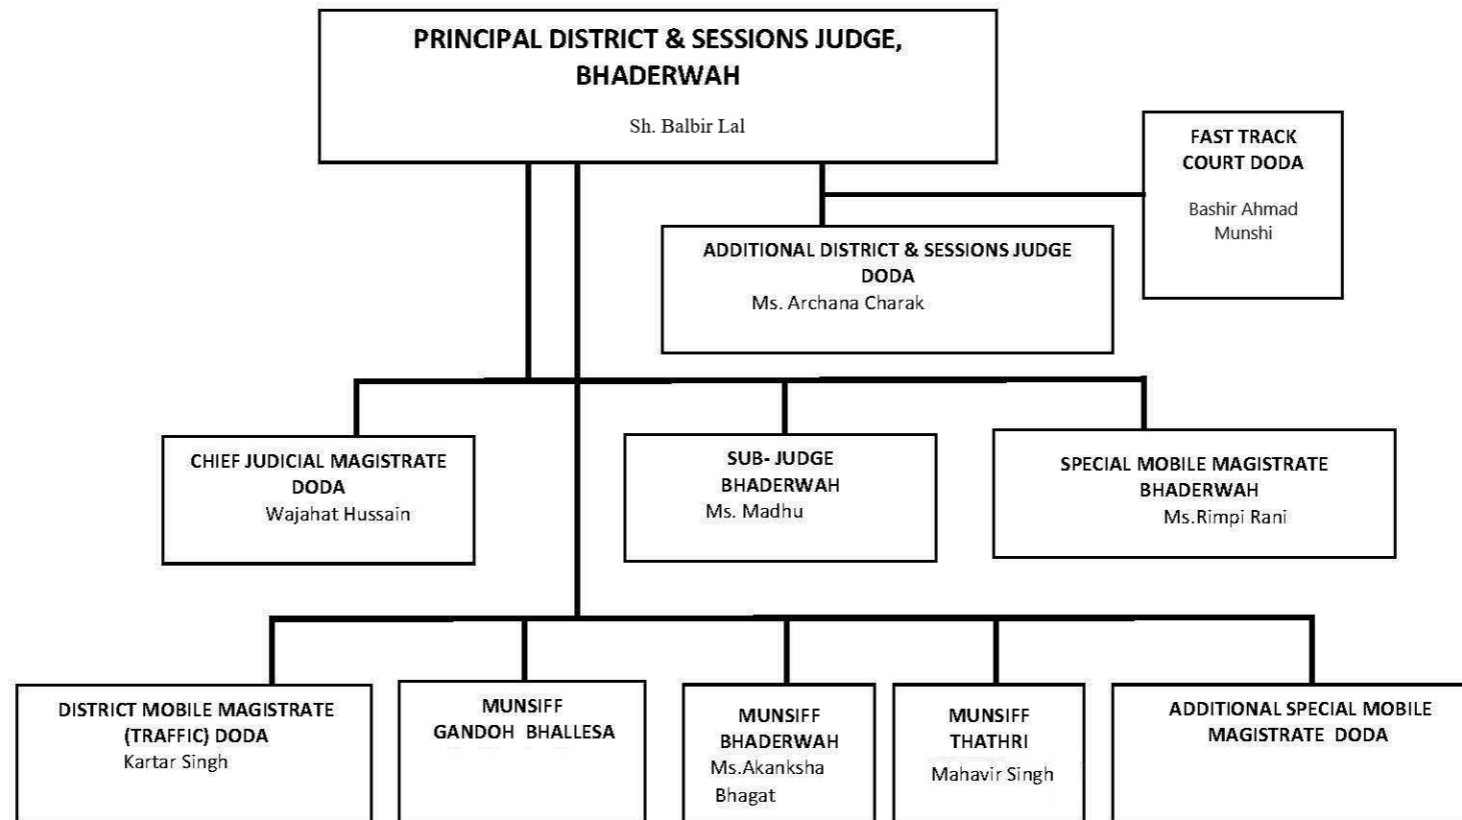 PRINCIPAL DISTRICT & SESSIONS JUDGE,
BHADERWAH
Sh. Balbir Lal
FAST TRACK
COURT DODA
Bashir Ahmad
Munshi
ADDITIONAL DISTRICT & SESSIONS JUDGE
DODA
Ms. Archana Charak
CHIEF JUDICIAL MAGISTRATE
DODA
Wajahat Hussain
SUB- JUDGE
BHADERWAH
Ms. Madhu
SPECIAL MOBILE MAGISTRATE
BHADERWAH
Ms.Rimpi Rani
DISTRICT MOBILE MAGISTRATE
(TRAFFIC) DODA
Kartar Singh
MUNSIFF
GANDOH BHALLESA
MUNSIFF
BHADERWAH
Ms.Akanksha
Bhagat
MUNSIFF
THATHRI
Mahavir Singh
ADDITIONAL SPECIAL MOBILE
MAGISTRATE DODA